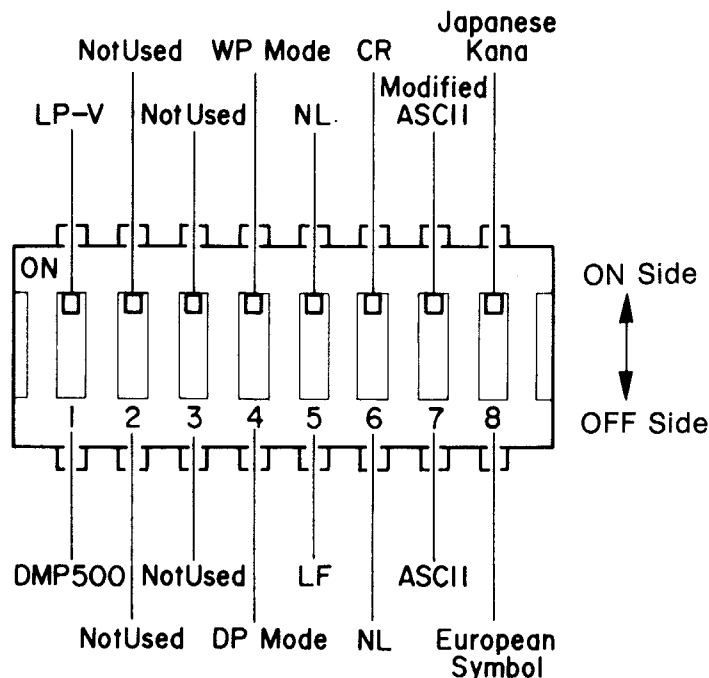 Japanese
NotUsed WP Mode CR Kana
Modified
LP-V NotUsed NL. ASCII
ON
ON Side
1 2 3 4 5 6 7 8
OFF Side
DMP500 NotUsed LF ASCII
NotUsed DP Mode NL European
Symbol